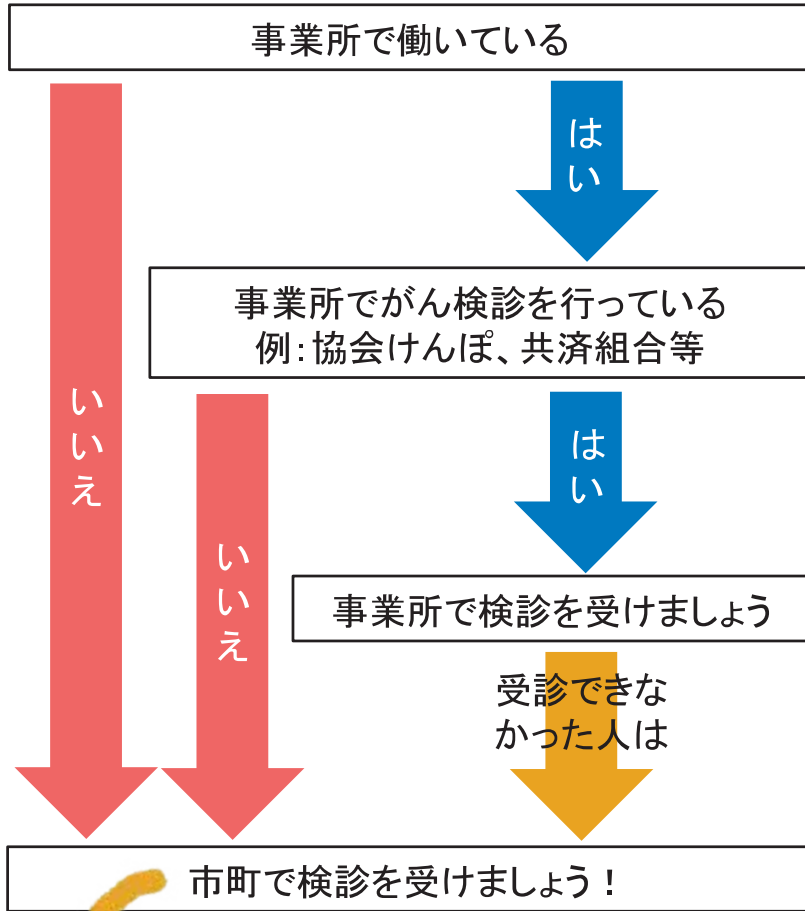 事業所で働いている
はい
事業所でがん検診を行っている
例：協会けんぽ、共済組合等
いいえ
はい
いいえ
事業所で検診を受けましょう
受診できな
かった人は
市町で検診を受けましょう！